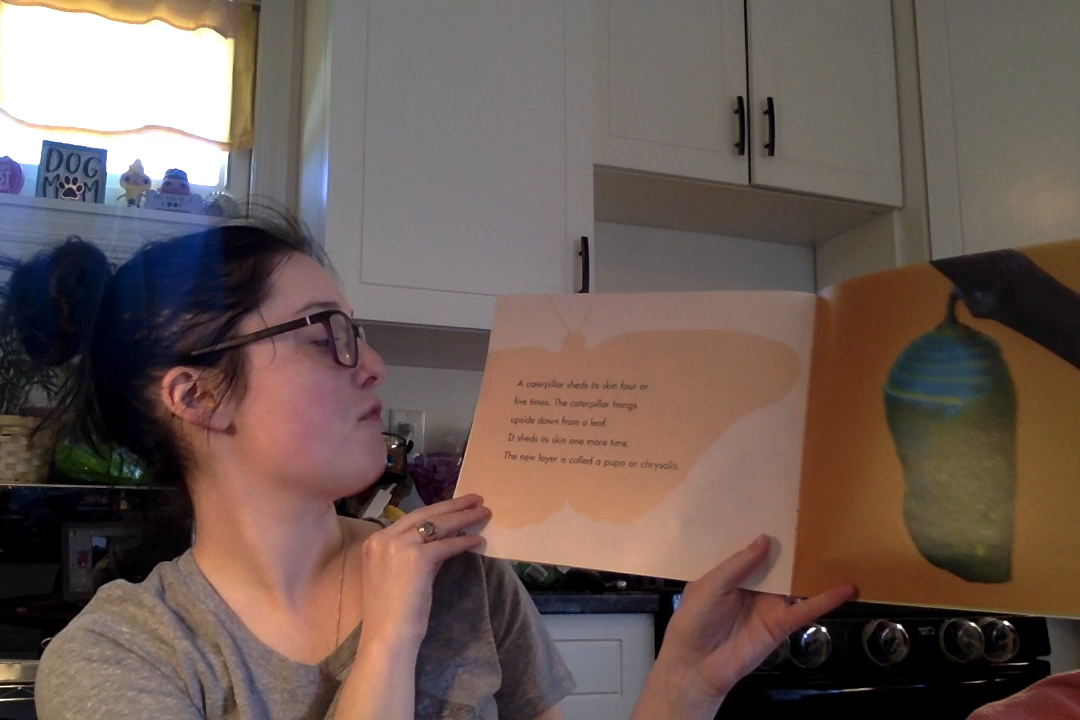 DOG
MOM
A caterpillar sheds its skin four or
five times. The caterpillar hangs
upside down from a leaf.
It sheds its skin one more time.
The new layer is called a pupa or chrysalis.